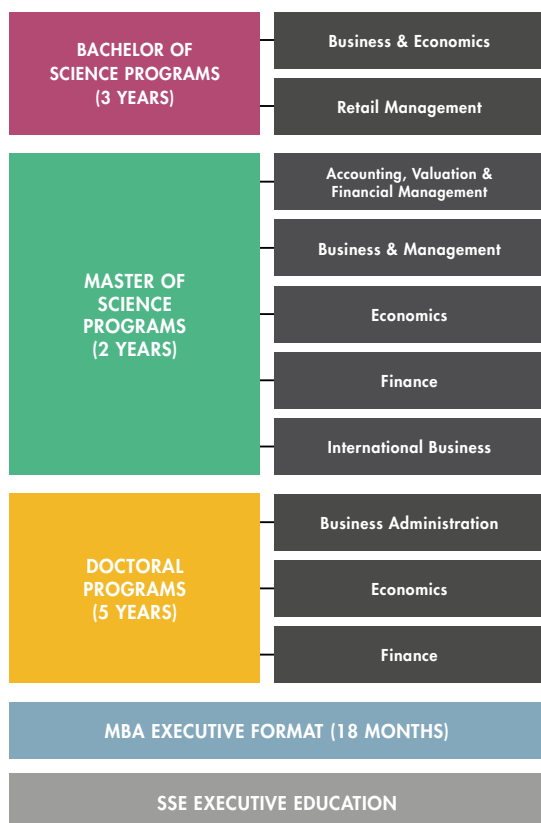 BACHELOR OF
SCIENCE PROGRAMS
(3 YEARS)
Business & Economics
Retail Management
MASTER OF
SCIENCE
PROGRAMS
(2 YEARS)
Accounting, Valuation &
Financial Management
Business & Management
Economics
Finance
International Business
DOCTORAL
PROGRAMS
(5 YEARS)
Business Administration
Economics
Finance
MBA EXECUTIVE FORMAT (18 MONTHS)
SSE EXECUTIVE EDUCATION